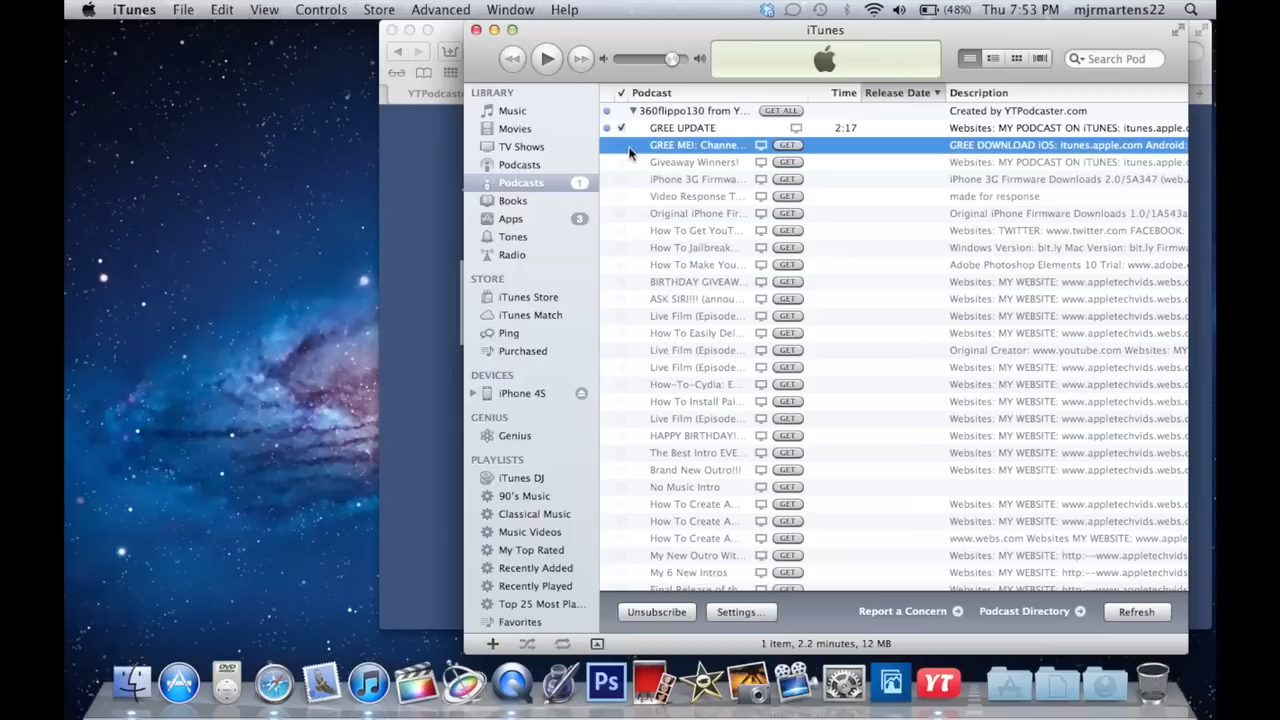 iTunes File Edit View Controls Store Advanced Window Help (48%) Thu 7:53 PM mjrmartens22
iTunes
Search Pod
YTPodcaste
LIBRARY
Music
Movies
TV Shows
Podcasts
Podcasts 1
Books
Apps 3
Tones
Radio
STORE
iTunes Store
iTunes Match
Ping
Purchased
DEVICES
iPhone 4S
GENIUS
Genius
PLAYLISTS
iTunes DJ
90's Music
Classical Music
Music Videos
My Top Rated
Recently Added
Recently Played
Top 25 Most Pla...
Favorites
✓ Podcast Time Release Date Description
360flippo130 from Y... GET ALL Created by YTPodcaster.com
GREE UPDATE 2:17 Websites: MY PODCAST ON iTUNES: itunes.apple.c
GREE ME!: Channe... GET GREE DOWNLOAD iOS: itunes.apple.com Android:
Giveaway Winners! GET Websites: MY PODCAST ON iTUNES: itunes.apple.c
iPhone 3G Firmwa... GET iPhone 3G Firmware Downloads 2.0/5A347 (web.
Video Response T... GET made for response
Original iPhone Fir... GET Original iPhone Firmware Downloads 1.0/1A543a
How To Get YouT... GET Websites: TWITTER: www.twitter.com FACEBOOK:
How To Jailbreak... GET Windows Version: bit.ly Mac Version: bit.ly Firmw
How To Make You... GET Adobe Photoshop Elements 10 Trial: www.adobe.
BIRTHDAY GIVEAW... GET Websites: MY WEBSITE: www.appletechvids.webs.c
ASK SIRI!!! (annou... GET Websites: MY WEBSITE: www.appletechvids.webs.c
Live Film (Episode... GET Websites: MY WEBSITE: www.appletechvids.webs.c
How To Easily Del... GET Websites: MY WEBSITE: www.appletechvids.webs.c
Live Film (Episode... GET Original Creator: www.youtube.com Websites: MY
Live Film (Episode... GET Websites: MY WEBSITE: www.appletechvids.webs.c
How-To-Cydia: E... GET Websites: MY WEBSITE: www.appletechvids.webs.c
How To Install Pai... GET Websites: MY WEBSITE: www.appletechvids.webs.c
Live Film (Episode... GET Websites: MY WEBSITE: www.appletechvids.webs.c
HAPPY BIRTHDAY!... GET Websites: MY WEBSITE: www.appletechvids.webs.c
The Best Intro EVE... GET Websites: MY WEBSITE: www.appletechvids.webs.c
Brand New Outro!!! GET Websites: MY WEBSITE: www.appletechvids.webs.c
No Music Intro GET
How To Create A... GET Websites: MY WEBSITE: www.appletechvids.webs.c
How To Create A... GET Websites: MY WEBSITE: www.appletechvids.webs.c
How To Create A... GET www.webs.com Websites MY WEBSITE: www.applet
My New Outro Wit... GET Websites: MY WEBSITE: http:--www.appletechvids
My 6 New Intros GET Websites: MY WEBSITE: http:--www.appletechvids
Final Release of th... GET Websites: MY WEBSITE: http:--www.appletechvids
Unsubscribe Settings... Report a Concern Podcast Directory Refresh
1 item, 2.2 minutes, 12 MB
DVD Ps YT